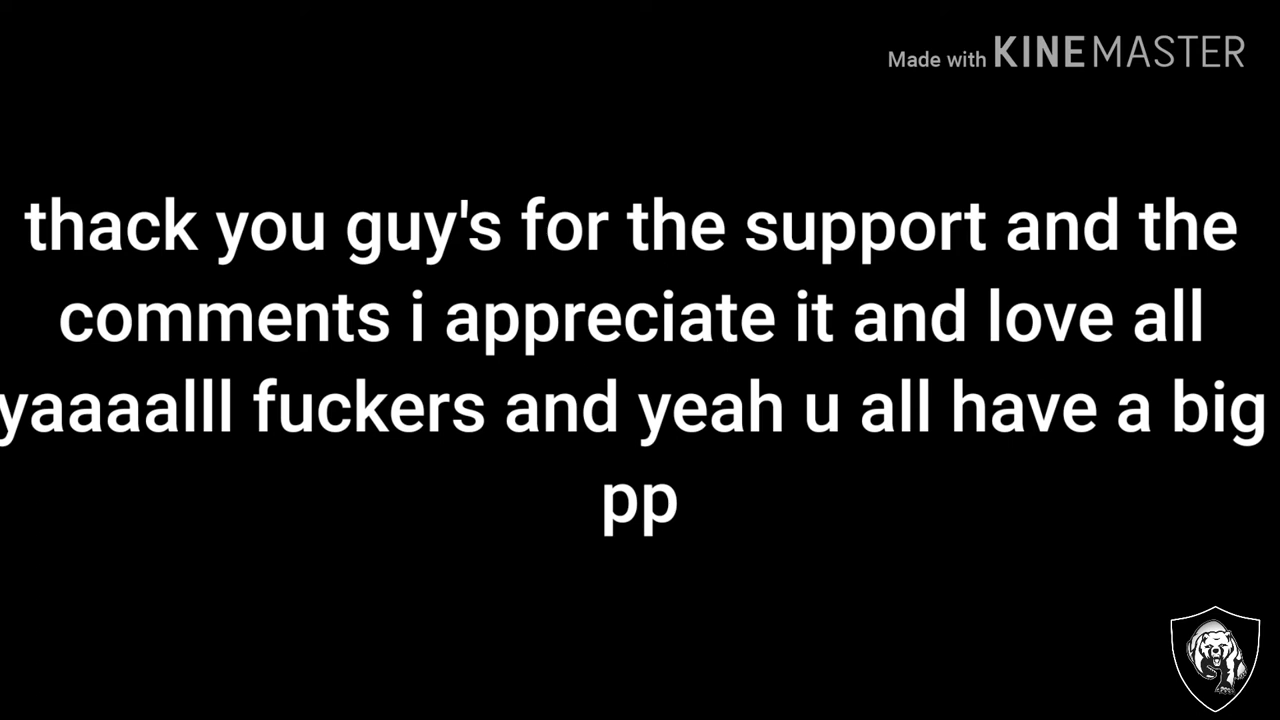 Made with KINEMASTER
thack you guy's for the support and the
comments i appreciate it and love all
yaaaalll fuckers and yeah u all have a big
pp